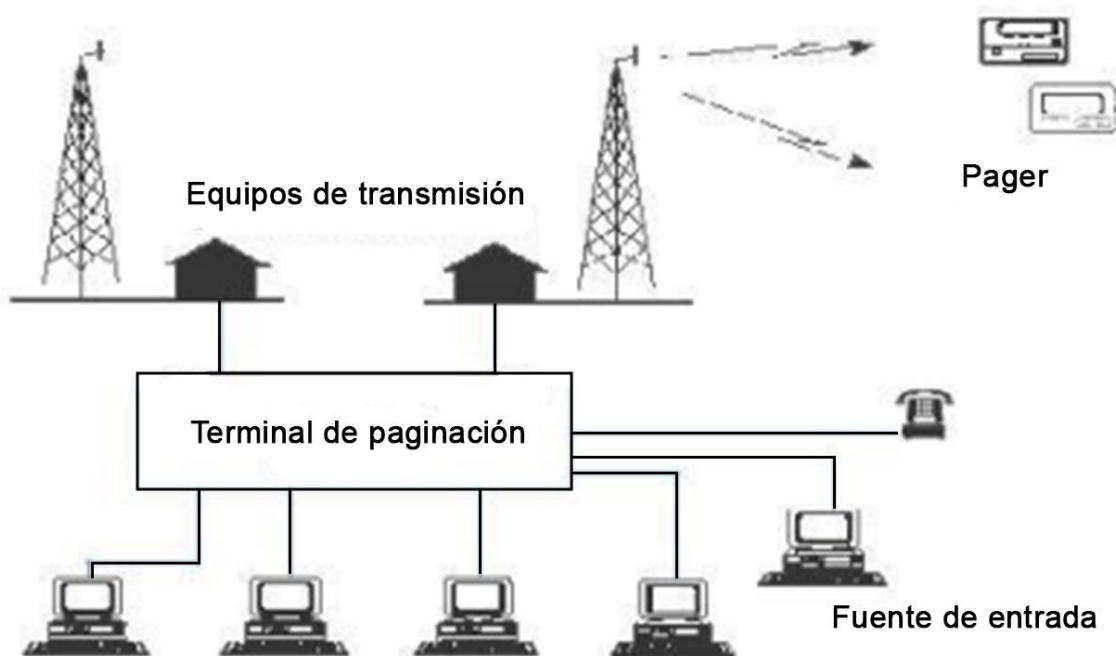 Equipos de transmisión
Pager
Terminal de paginación
Fuente de entrada